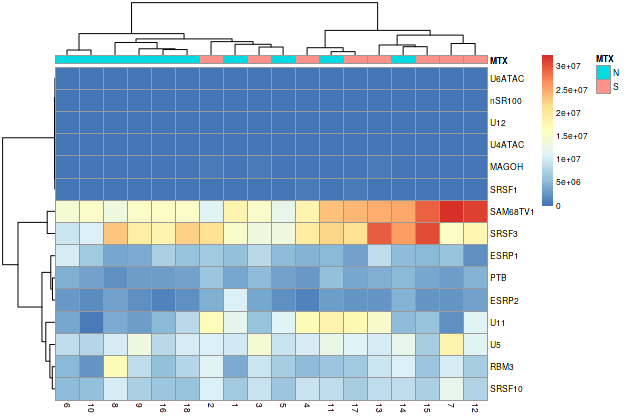 MTX
U6ATAC
nSR100
U12
U4ATAC
MAGOH
SRSF1
SAM68TV1
SRSF3
ESRP1
PTB
ESRP2
U11
U5
RBM3
SRSF10
6 10 8 9 16 18 2 1 3 5 4 11 17 13 14 15 7 12
3e+07
2.5e+07
2e+07
1.5e+07
1e+07
5e+06
0
MTX
N
S